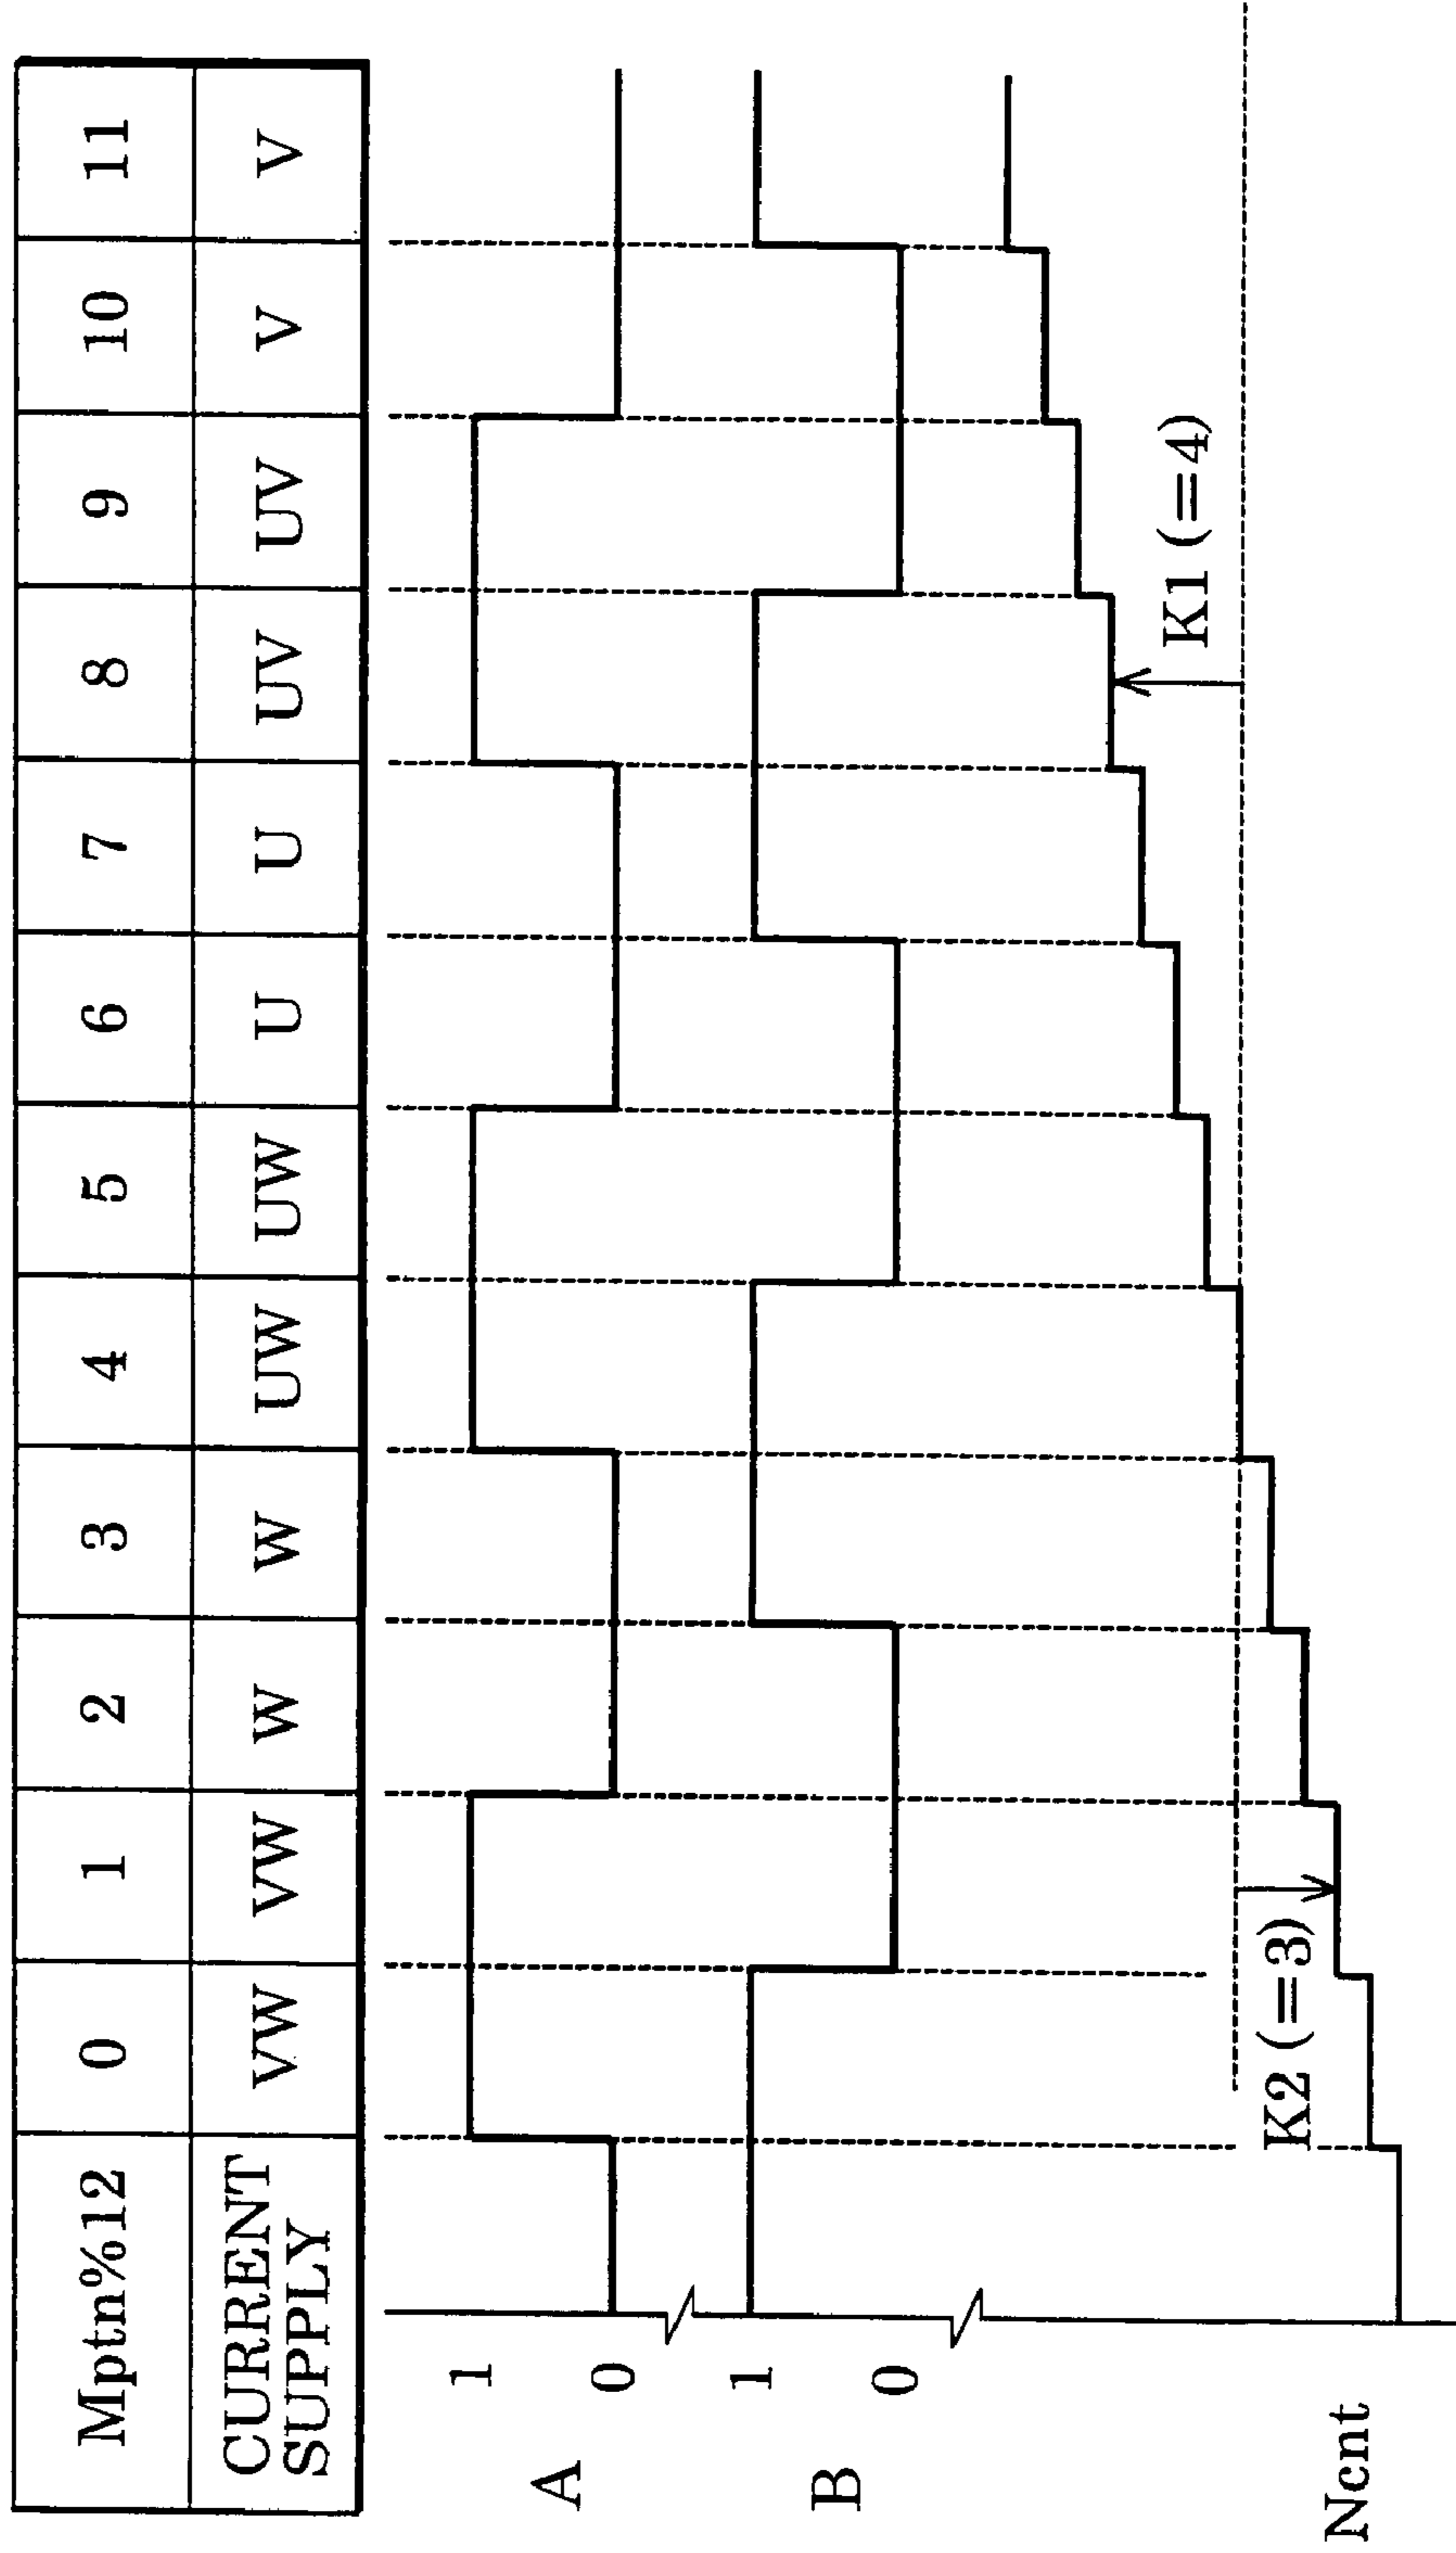 Mptn%12 0 1 2 3 4 5 6 7 8 9 10 11
CURRENT
SUPPLY VW VW W W UW UW U U UV UV V V
A
1
0
B
1
0
K1 (=4)
K2 (=3)
Ncnt